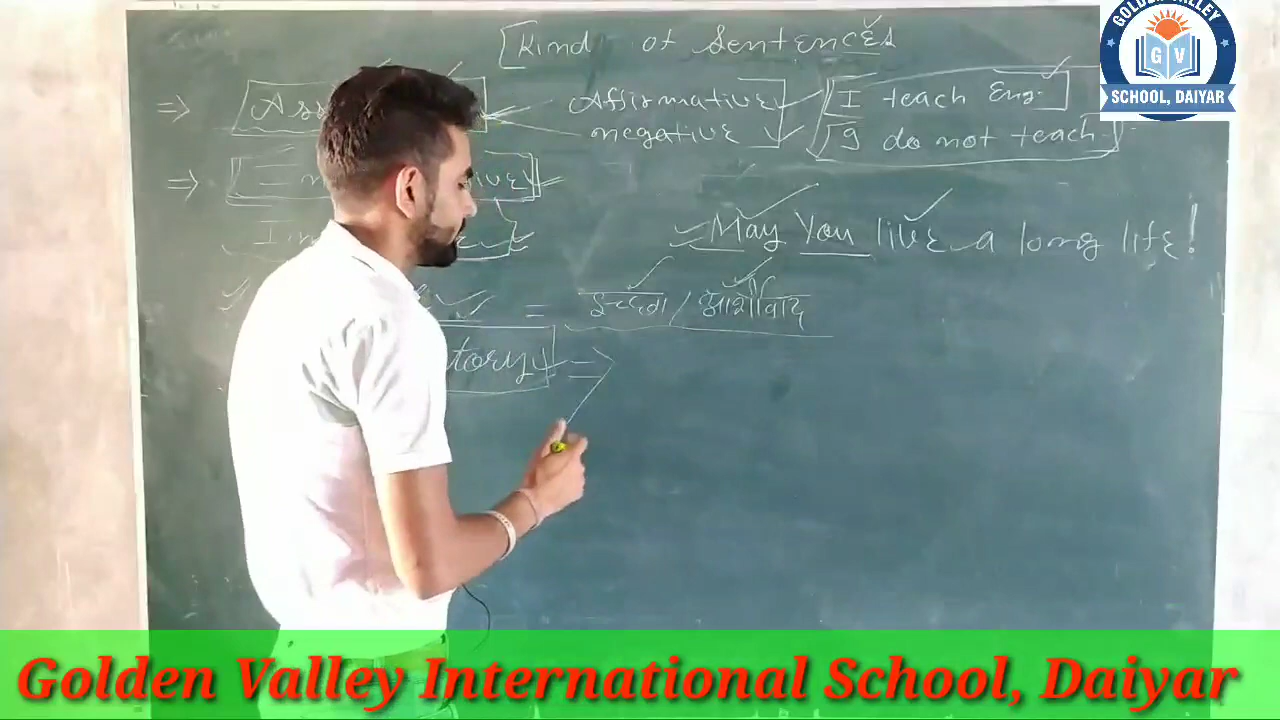 Kind of Sentences
⇒ Affirmative I teach Eng.
negative I do not teach
⇒
May You live a long life!
= इच्छा / आशीर्वाद
⇒
GOLDEN VALLEY
G V
SCHOOL, DAIYAR
Golden Valley International School, Daiyar